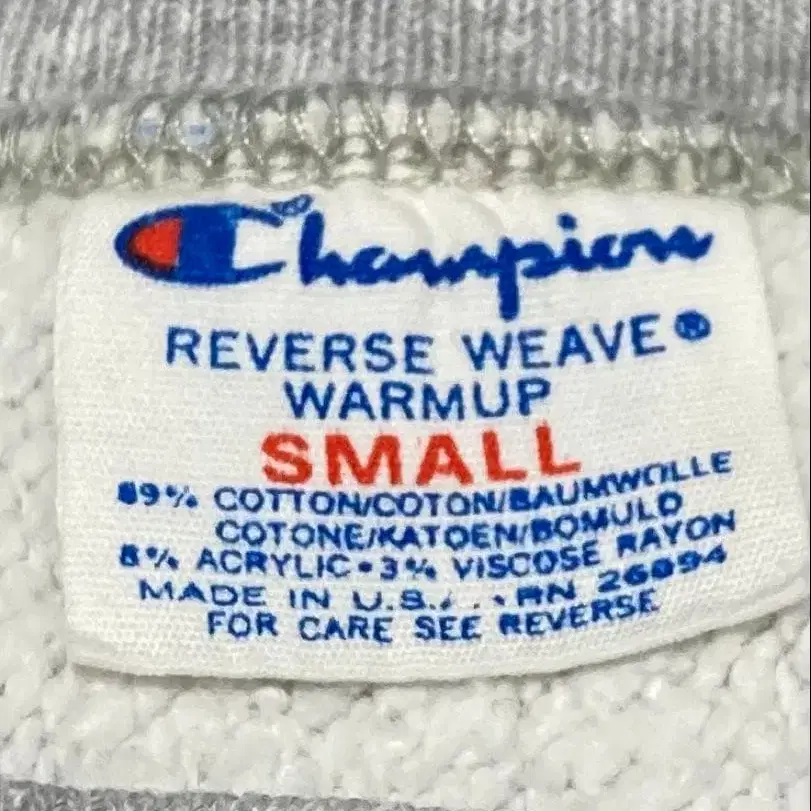 Champion
REVERSE WEAVE®
WARMUP
SMALL
89% COTTON/COTON/BAUMWOLLE
COTONE/KATOEN/BOMULD
8% ACRYLIC•3% VISCOSE RAYON
MADE IN U.S. RN 26094
FOR CARE SEE REVERSE